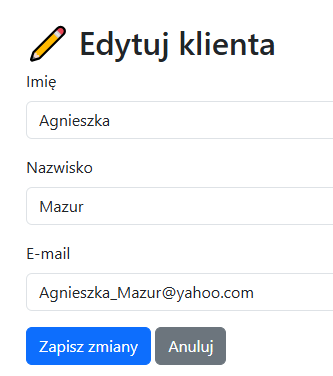 Edytuj klienta
Imię
Agnieszka
Nazwisko
Mazur
E-mail
Agnieszka_Mazur@yahoo.com
Zapisz zmiany Anuluj